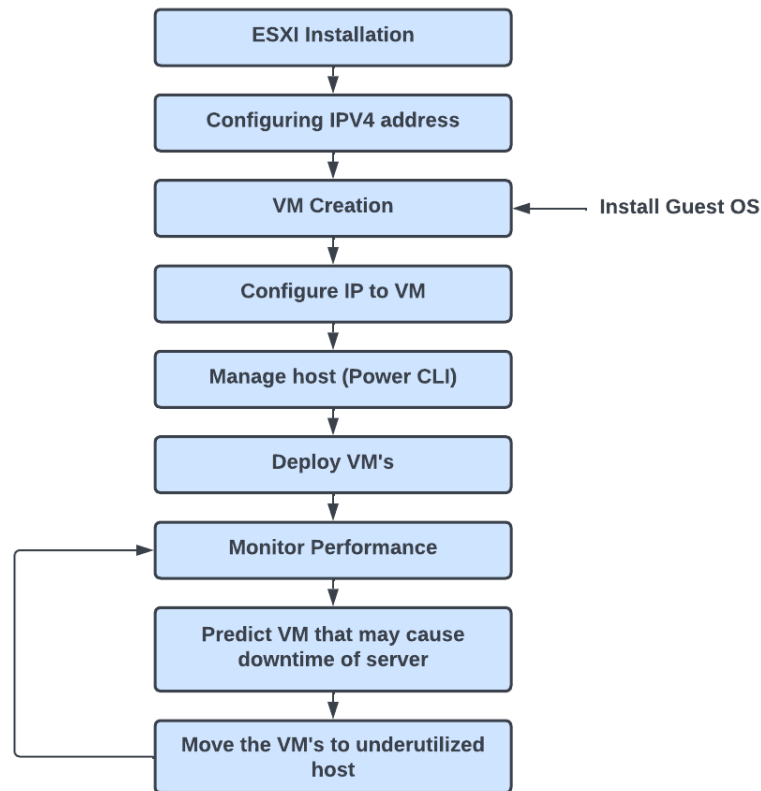 ESXI Installation
Configuring IPV4 address
VM Creation
Install Guest OS
Configure IP to VM
Manage host (Power CLI)
Deploy VM's
Monitor Performance
Predict VM that may cause
downtime of server
Move the VM's to underutilized
host